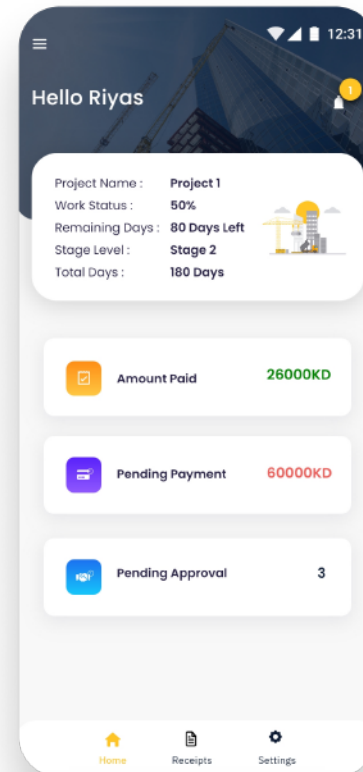 12:31
Hello Riyas
1
Project Name : Project 1
Work Status : 50%
Remaining Days : 80 Days Left
Stage Level : Stage 2
Total Days : 180 Days
Amount Paid 26000KD
Pending Payment 60000KD
Pending Approval 3
Home Receipts Settings